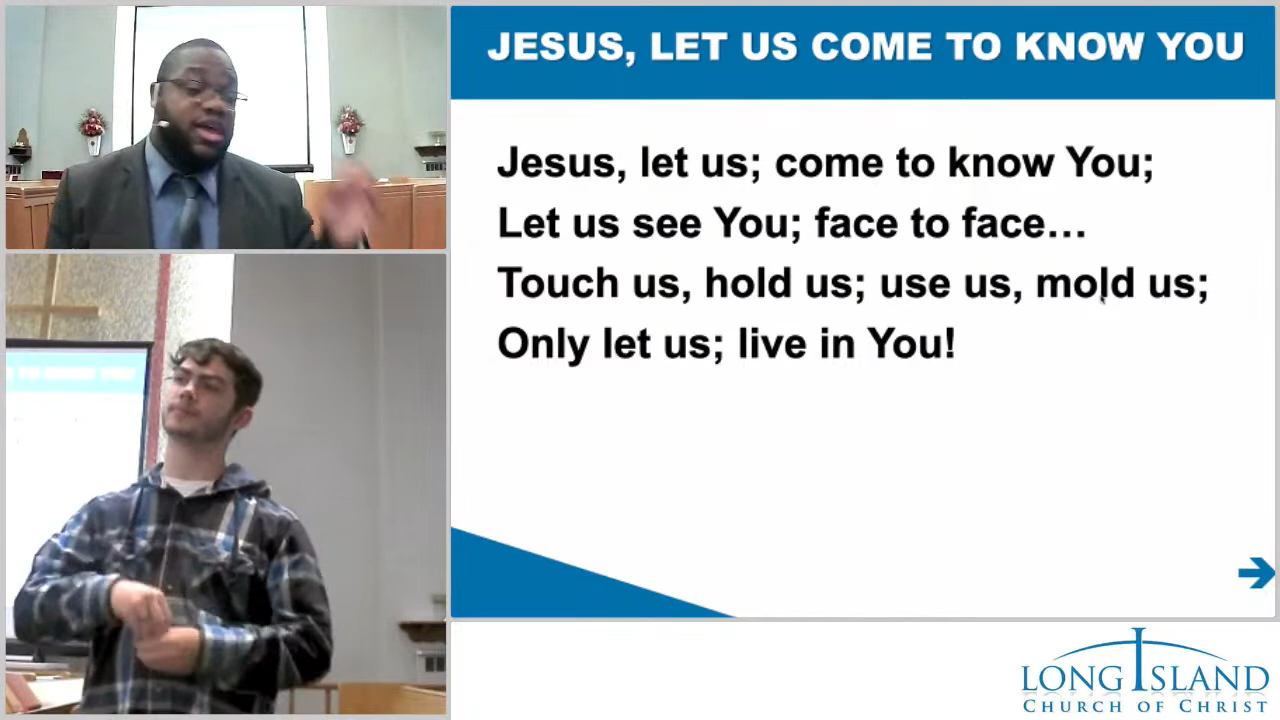 JESUS, LET US COME TO KNOW YOU
Jesus, let us; come to know You;
Let us see You; face to face…
Touch us, hold us; use us, mold us;
Only let us; live in You!
LONG ISLAND
CHURCH OF CHRIST